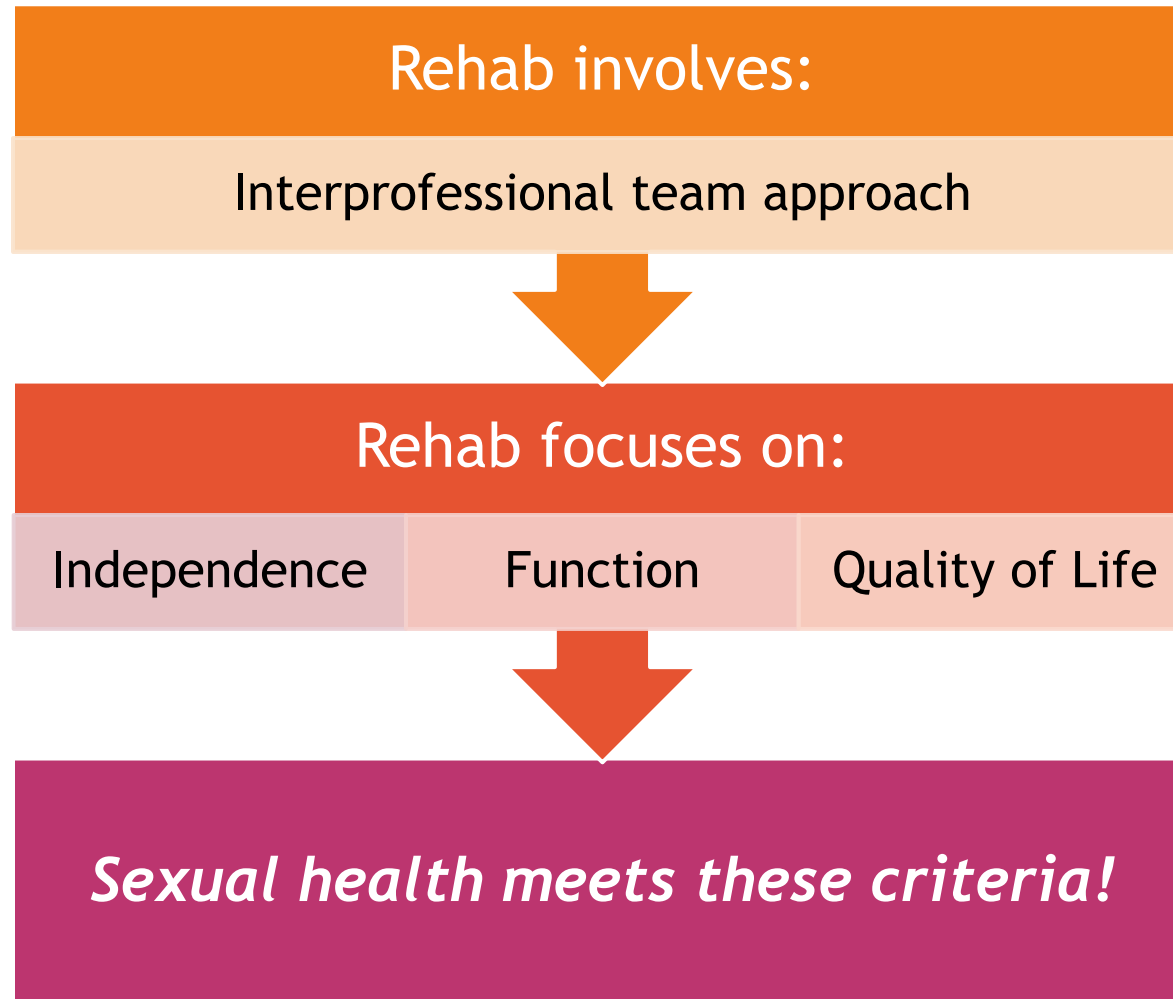 Rehab involves:
Interprofessional team approach
Rehab focuses on:
Independence
Function
Quality of Life
Sexual health meets these criteria!